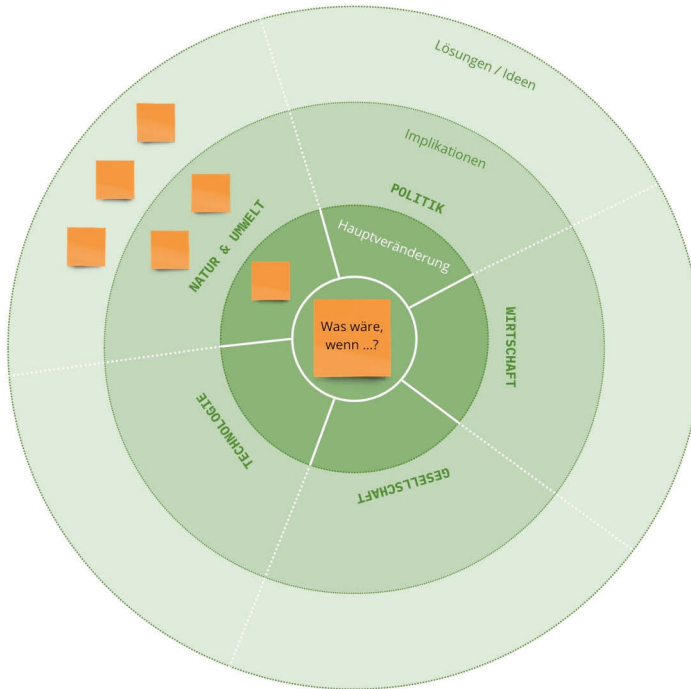 Lösungen / Ideen
Implikationen
POLITIK
Hauptveränderung
NATUR & UMWELT
Was wäre,
wenn ...?
WIRTSCHAFT
TECHNOLOGIE
GESELLSCHAFT